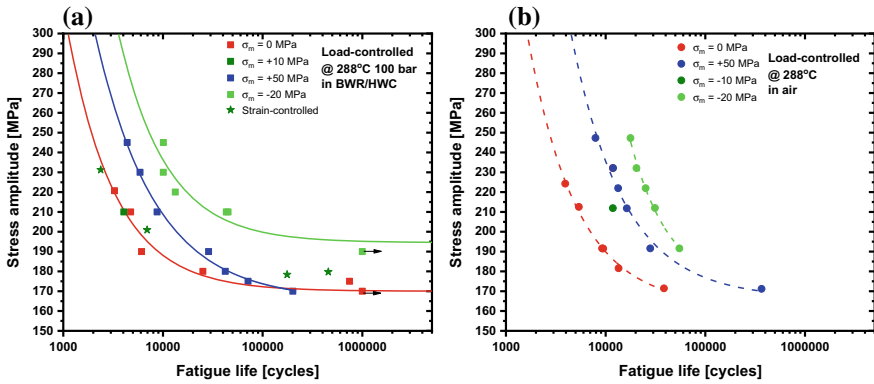 (a)
300
290
280
270
260
250
240
230
220
210
200
190
180
170
160
150
Stress amplitude [MPa]
1000
10000
100000
1000000
Fatigue life [cycles]
σm = 0 MPa
σm = +10 MPa
σm = +50 MPa
σm = -20 MPa
Strain-controlled
Load-controlled
@ 288°C 100 bar
in BWR/HWC
(b)
300
290
280
270
260
250
240
230
220
210
200
190
180
170
160
150
Stress amplitude [MPa]
1000
10000
100000
1000000
Fatigue life [cycles]
σm = 0 MPa
σm = +50 MPa
σm = -10 MPa
σm = -20 MPa
Load-controlled
@ 288°C
in air